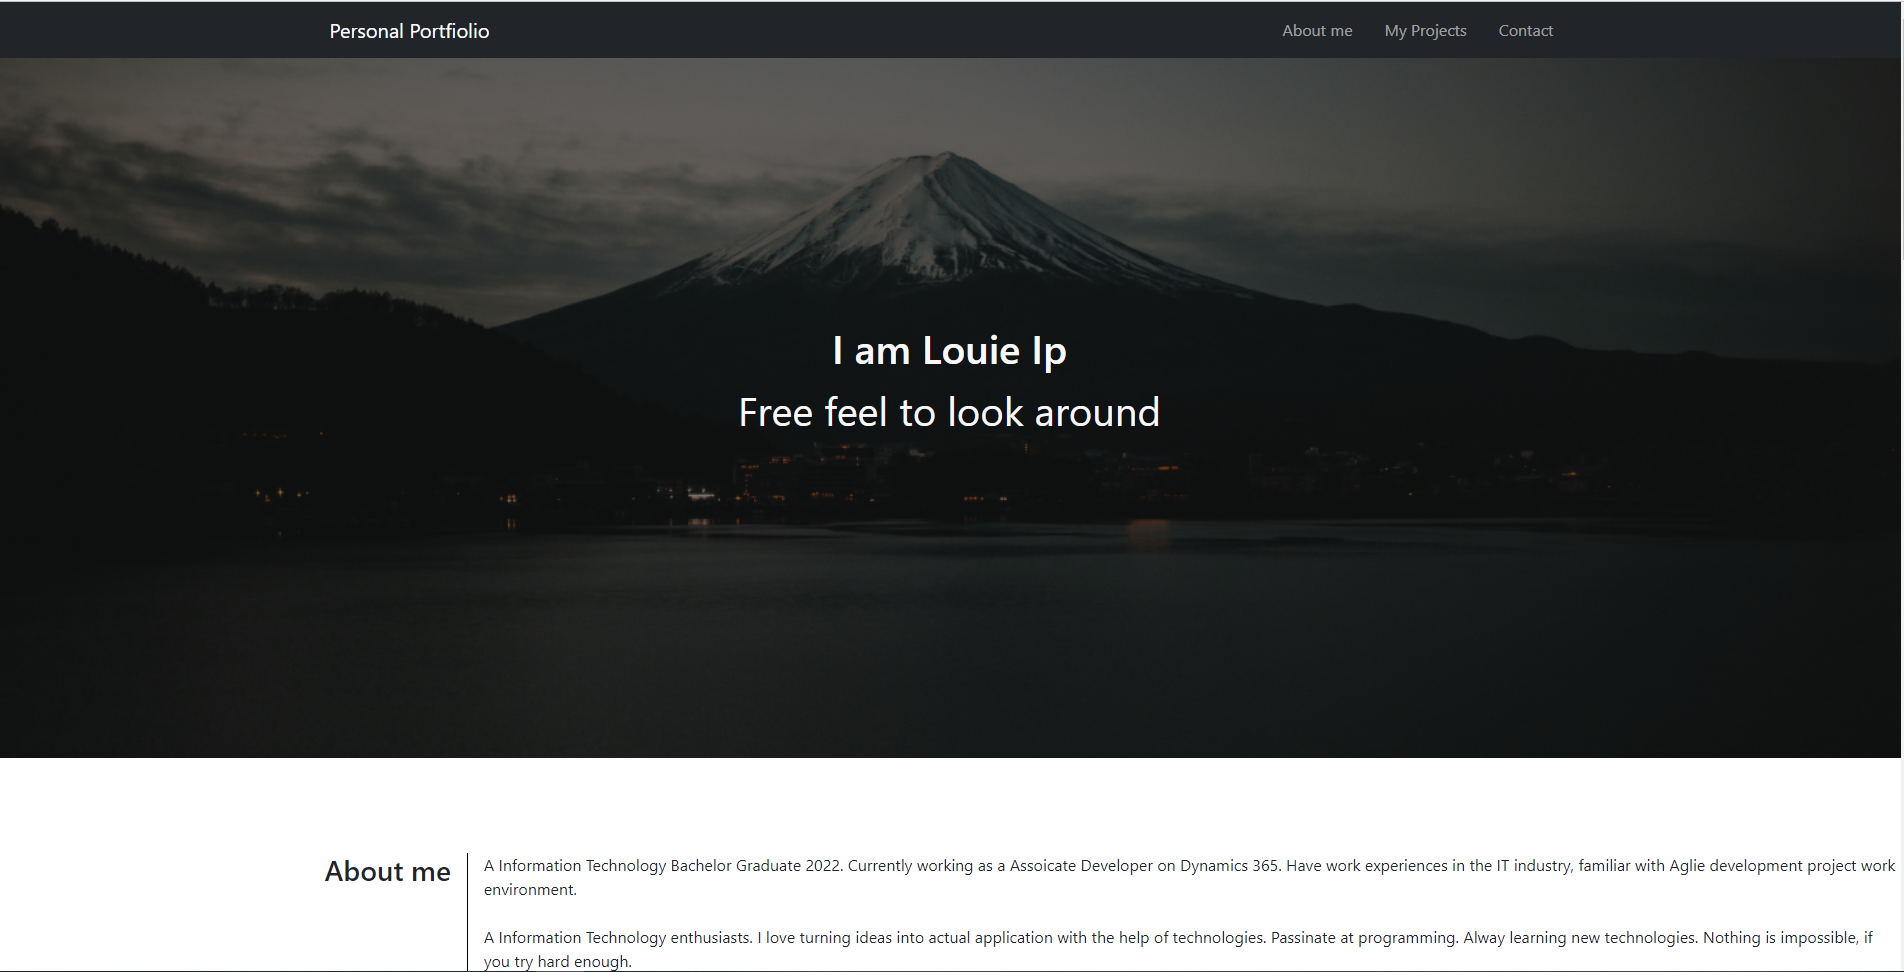 Personal Portfiolio
About me
My Projects
Contact
I am Louie Ip
Free feel to look around
About me
A Information Technology Bachelor Graduate 2022. Currently working as a Assoicate Developer on Dynamics 365. Have work experiences in the IT industry, familiar with Aglie development project work
environment.
A Information Technology enthusiasts. I love turning ideas into actual application with the help of technologies. Passinate at programming. Alway learning new technologies. Nothing is impossible, if
you try hard enough.